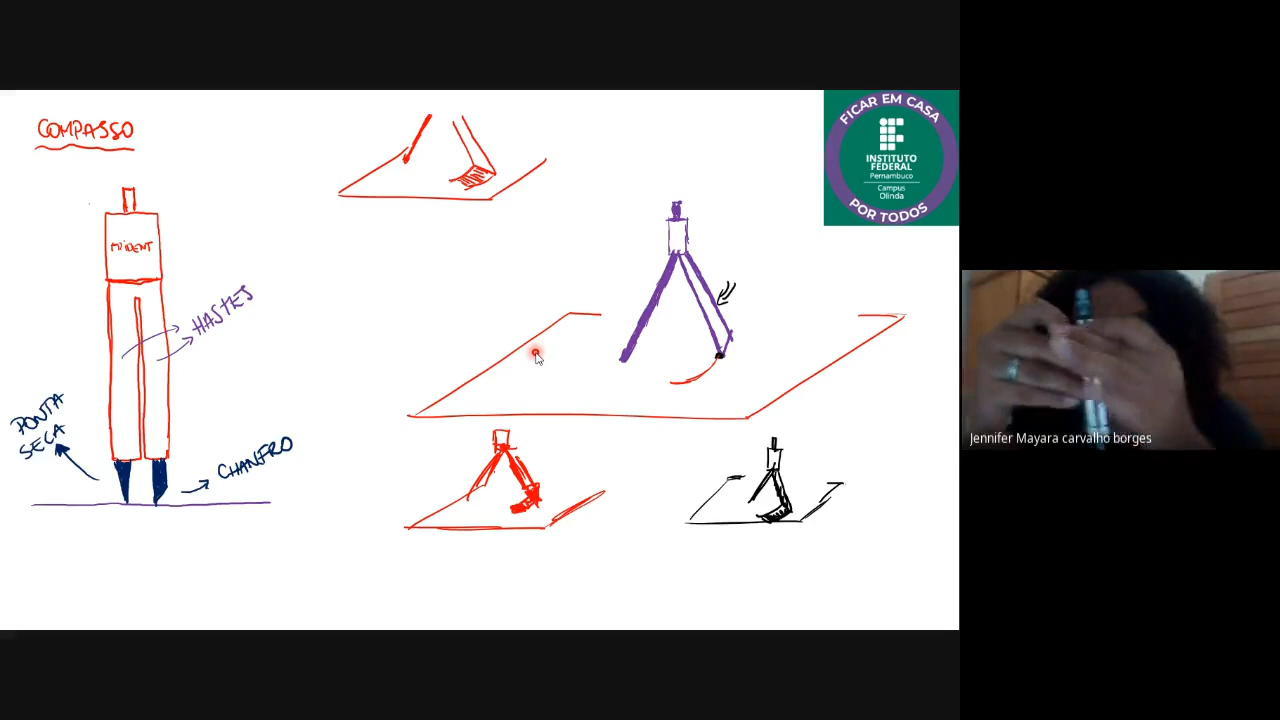 COMPASSO
TRIDENT
HASTES
PONTA
SECA
CHANFRO
FICAR EM CASA
INSTITUTO
FEDERAL
Pernambuco
Campus
Olinda
POR TODOS
Jennifer Mayara carvalho borges